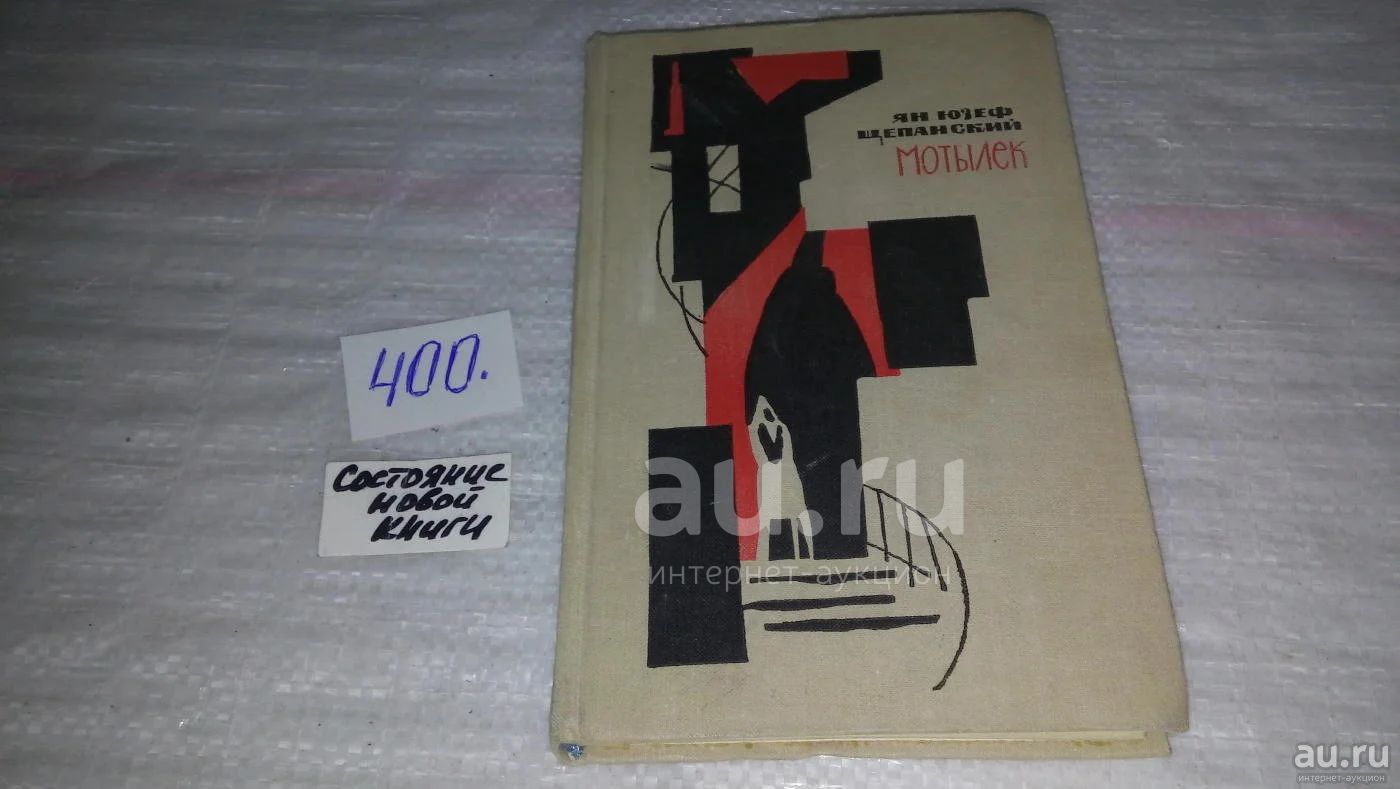 ЯН ЮЗЕФ
ЩЕПАНСКИЙ
МОТЫЛЕК
400.
Состояние
новой
книги
au.ru
интернет-аукцион
au.ru
интернет-аукцион